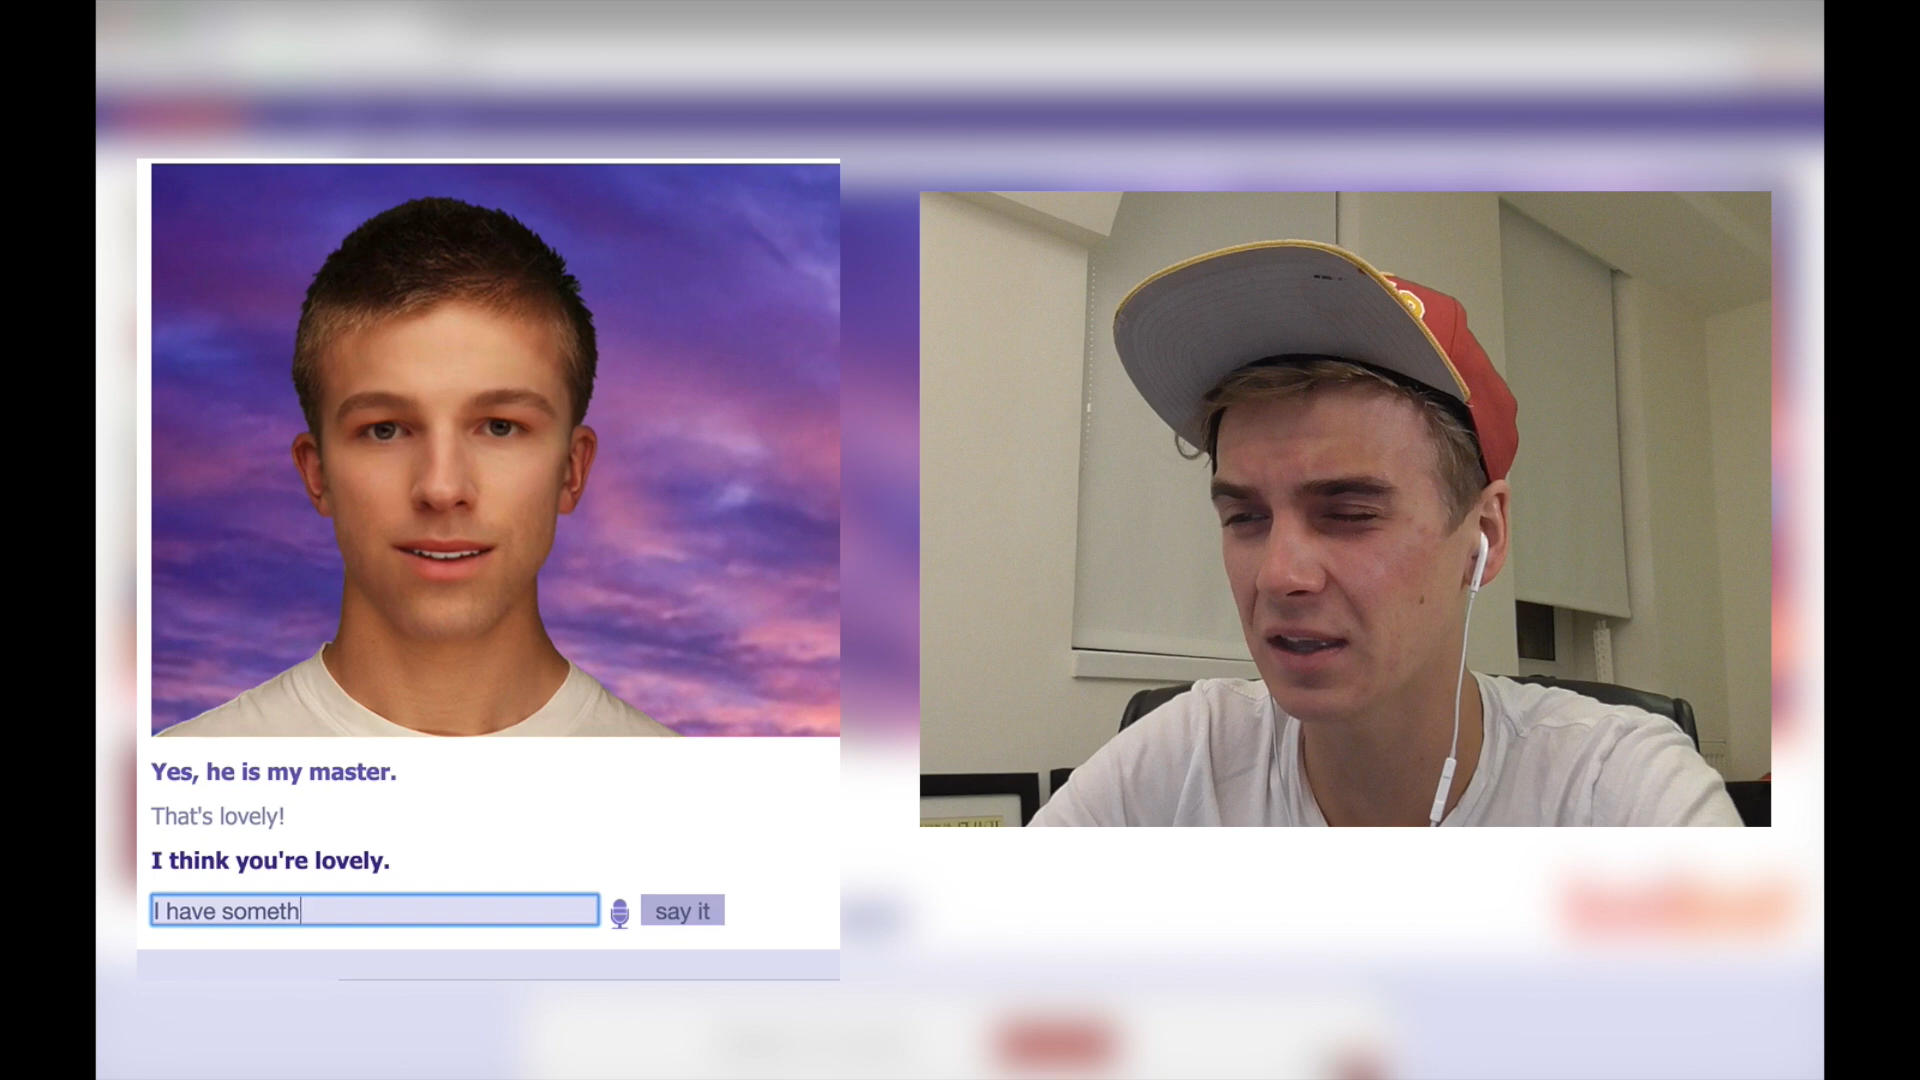 Yes, he is my master.
That's lovely!
I think you're lovely.
I have someth
say it